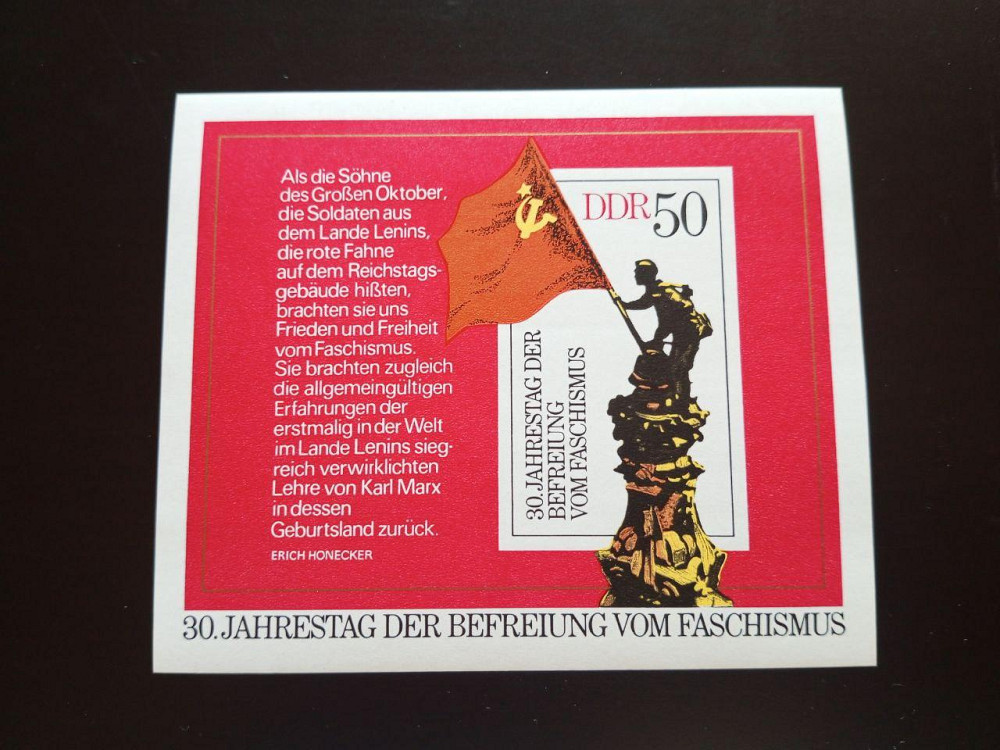 Als die Söhne
des Großen Oktober,
die Soldaten aus
dem Lande Lenins,
die rote Fahne
auf dem Reichstags-
gebäude hißten,
brachten sie uns
Frieden und Freiheit
vom Faschismus.
Sie brachten zugleich
die allgemeingültigen
Erfahrungen der
erstmalig in der Welt
im Lande Lenins sieg-
reich verwirklichten
Lehre von Karl Marx
in dessen
Geburtsland zurück.
ERICH HONECKER
DDR 50
30. JAHRESTAG DER
BEFREIUNG
VOM FASCHISMUS
30. JAHRESTAG DER BEFREIUNG VOM FASCHISMUS